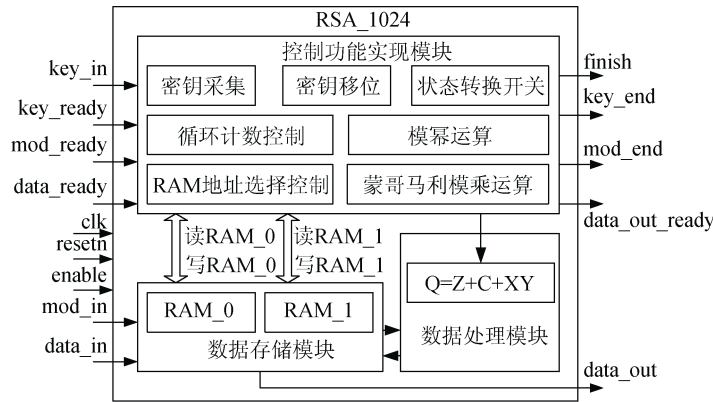 RSA_1024
控制功能实现模块
key_in
finish
密钥采集
密钥移位
状态转换开关
key_end
key_ready
循环计数控制
模幂运算
mod_ready
mod_end
RAM地址选择控制
蒙哥马利模乘运算
data_ready
data_out_ready
clk
读RAM_0
读RAM_1
resetn
写RAM_0
写RAM_1
enable
Q=Z+C+XY
mod_in
RAM_0
RAM_1
数据处理模块
data_in
数据存储模块
data_out